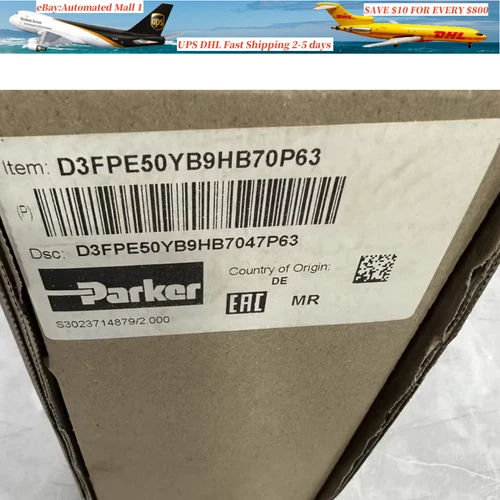 eBay:Automated Mall 1
SAVE $10 FOR EVERY $800
ups
DHL
UPS DHL Fast Shipping 2-5 days
Item: D3FPE50YB9HB70P63
(P)
Dsc: D3FPE50YB9HB7047P63
Parker
Country of Origin:
DE
EAC MR
S3023714879/2.000